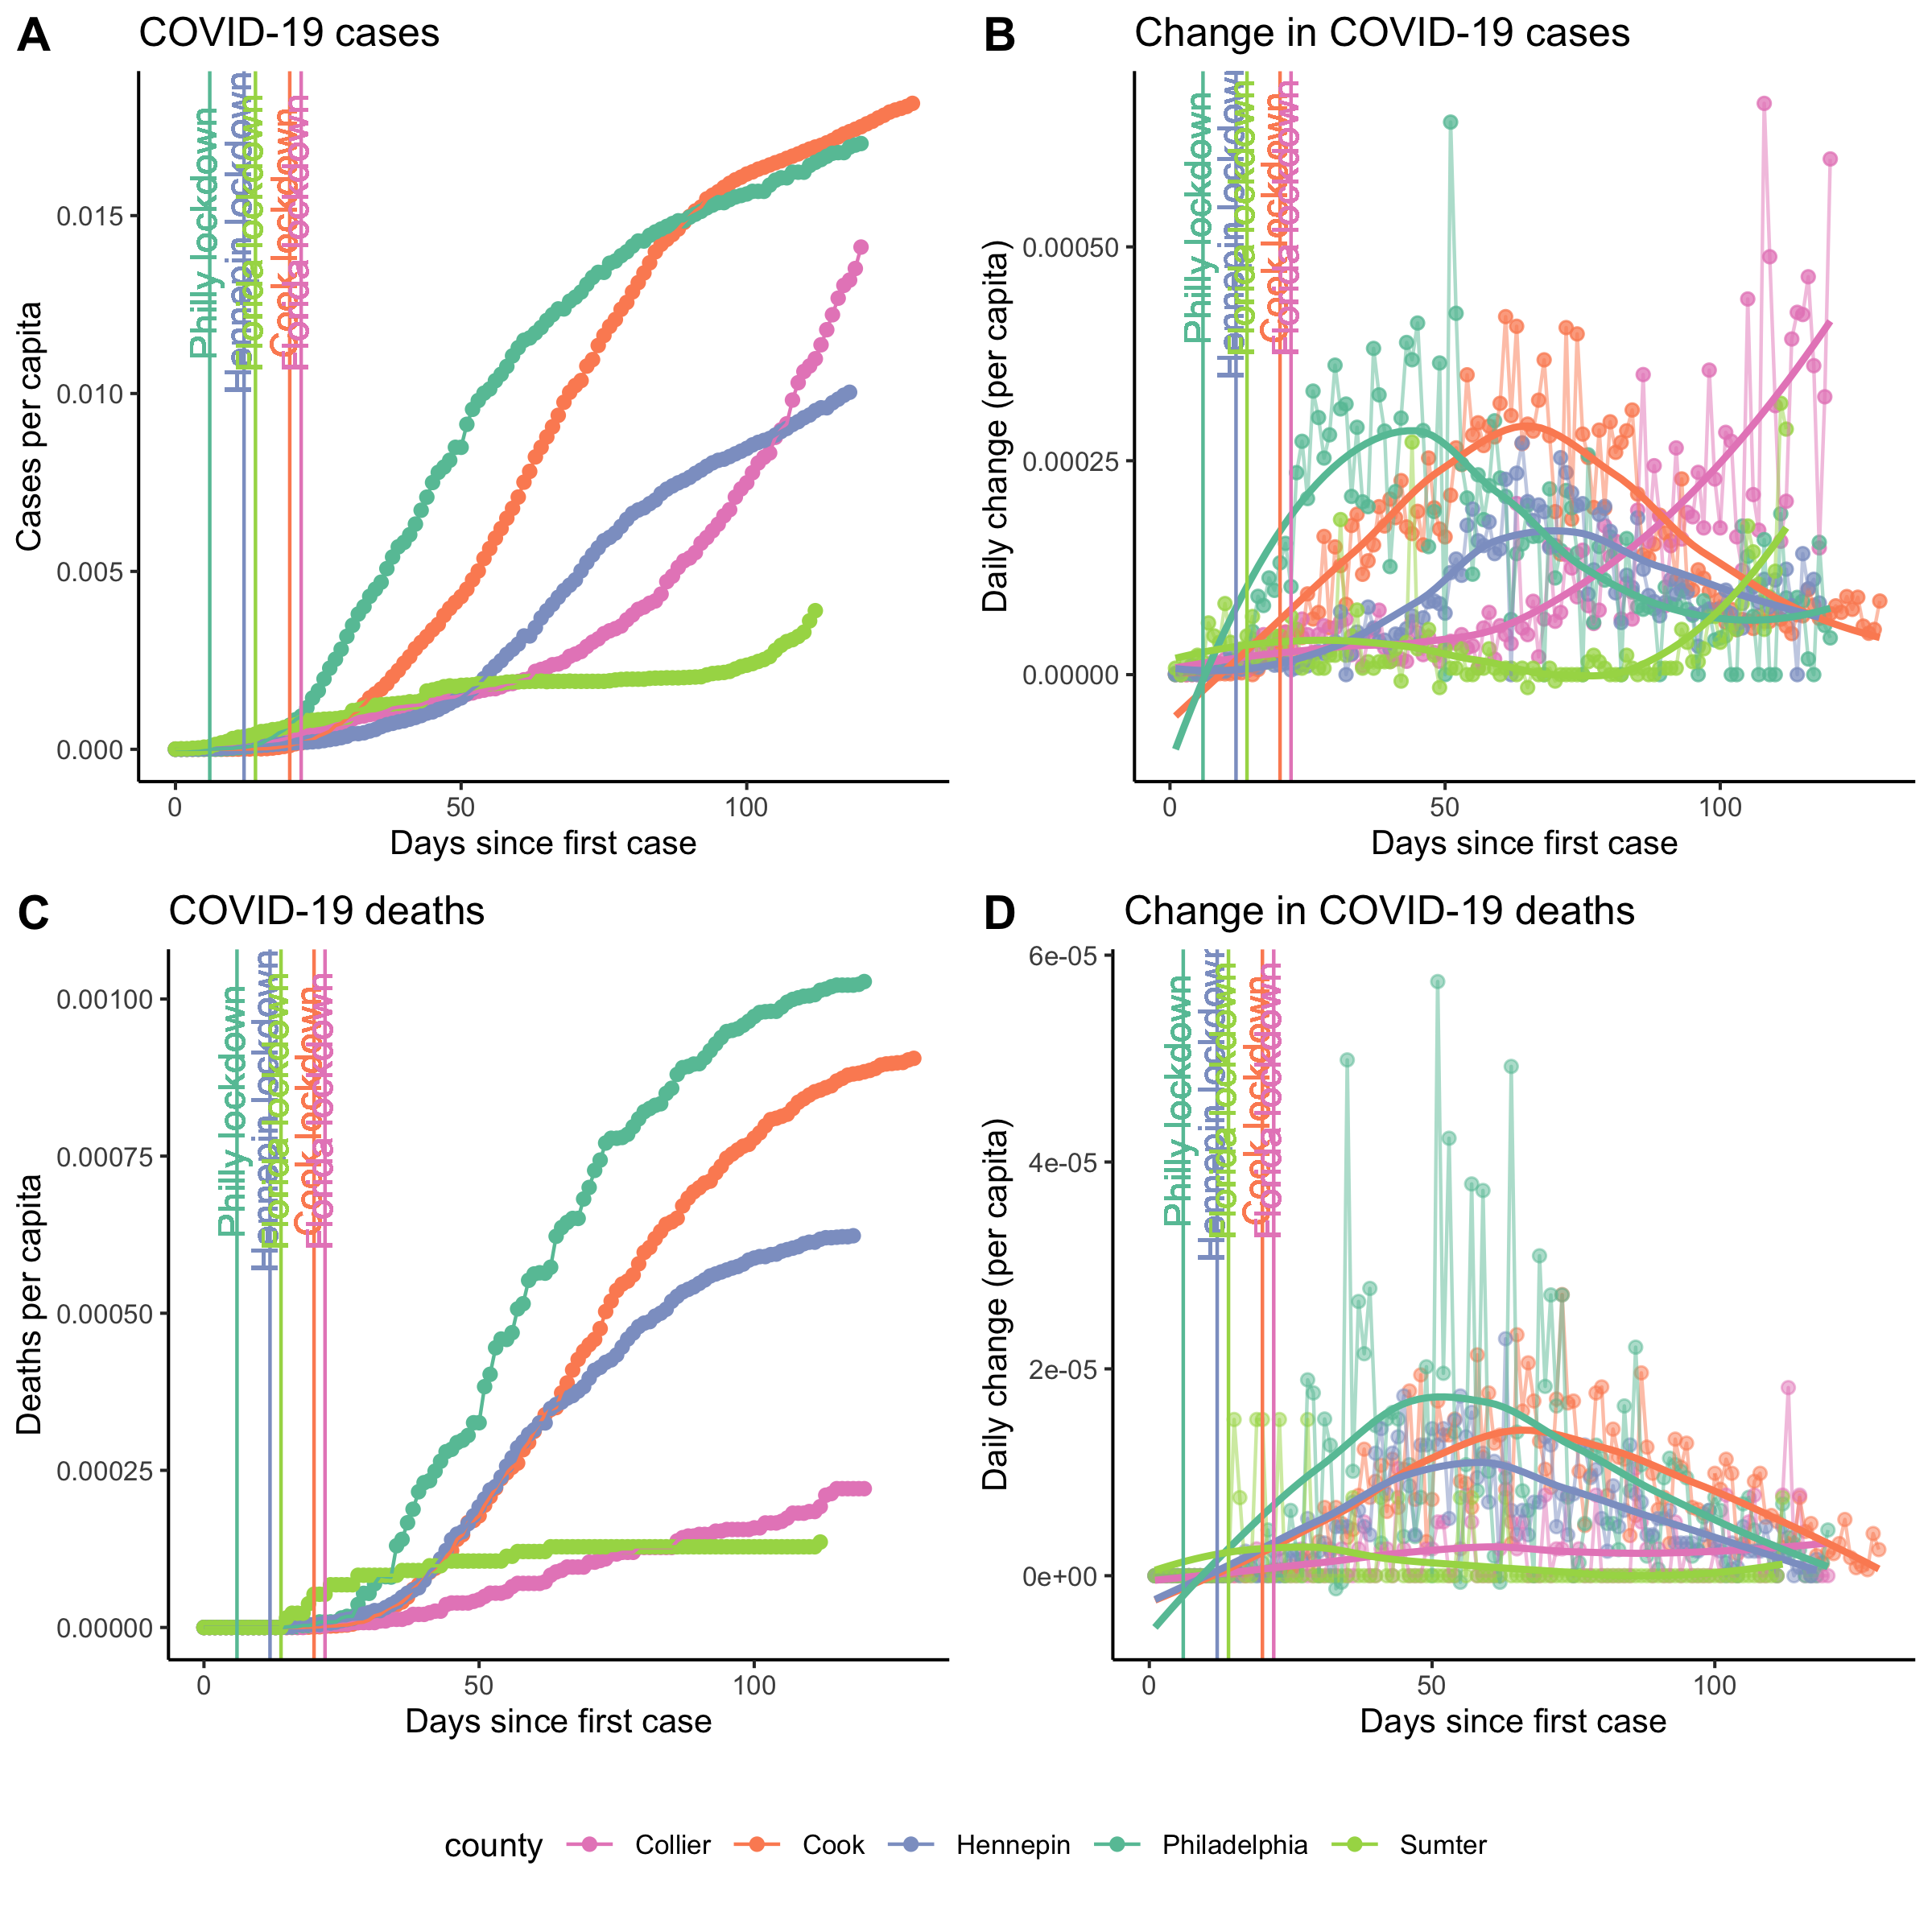 A
COVID-19 cases
Cases per capita
0.015
0.010
0.005
0.000
Philly lockdown
Hennepin lockdown
Florida lockdown
Cook lockdown
Florida lockdown
0
50
100
Days since first case
B
Change in COVID-19 cases
Daily change (per capita)
0.00050
0.00025
0.00000
Philly lockdown
Hennepin lockdown
Florida lockdown
Cook lockdown
Florida lockdown
0
50
100
Days since first case
C
COVID-19 deaths
Deaths per capita
0.00100
0.00075
0.00050
0.00025
0.00000
Philly lockdown
Hennepin lockdown
Florida lockdown
Cook lockdown
Florida lockdown
0
50
100
Days since first case
D
Change in COVID-19 deaths
Daily change (per capita)
6e-05
4e-05
2e-05
0e+00
Philly lockdown
Hennepin lockdown
Florida lockdown
Cook lockdown
Florida lockdown
0
50
100
Days since first case
county Collier Cook Hennepin Philadelphia Sumter